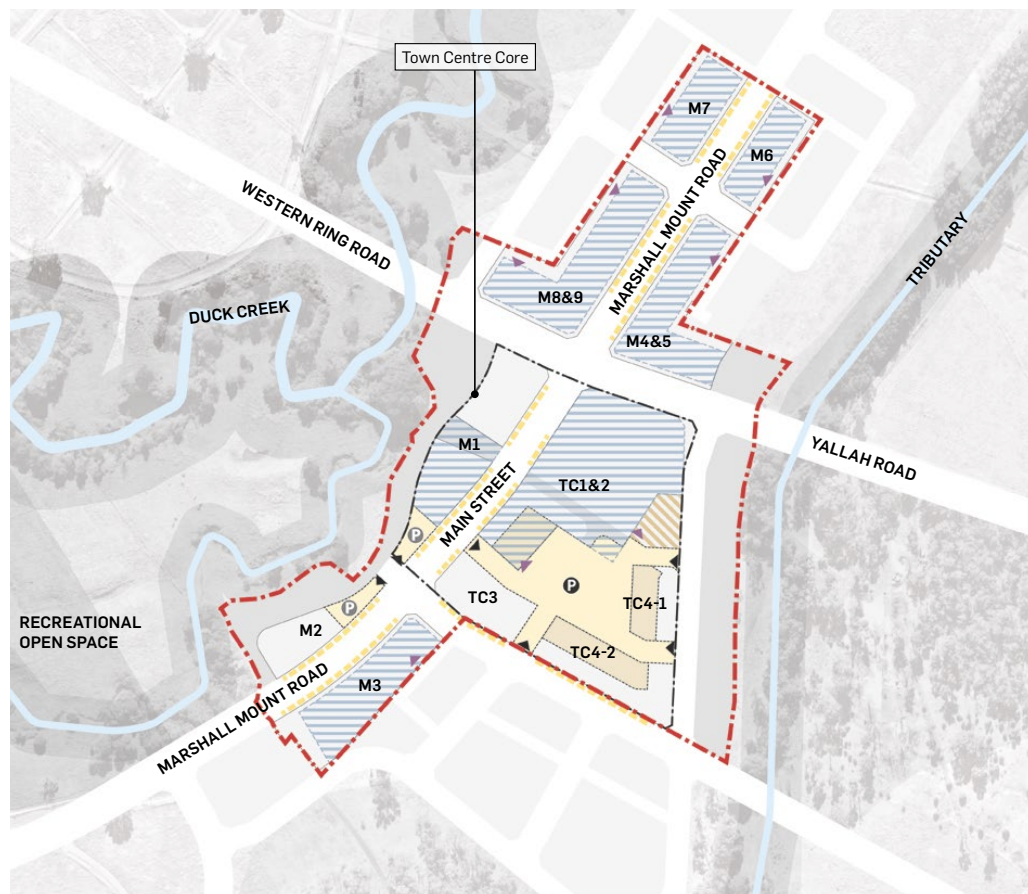 Town Centre Core
M7
M6
WESTERN RING ROAD
MARSHALL MOUNT ROAD
TRIBUTARY
DUCK CREEK
M8&9
M4&5
M1
YALLAH ROAD
TC1&2
MAIN STREET
P
P
P
TC3
TC4-1
RECREATIONAL
OPEN SPACE
M2
TC4-2
M3
MARSHALL MOUNT ROAD